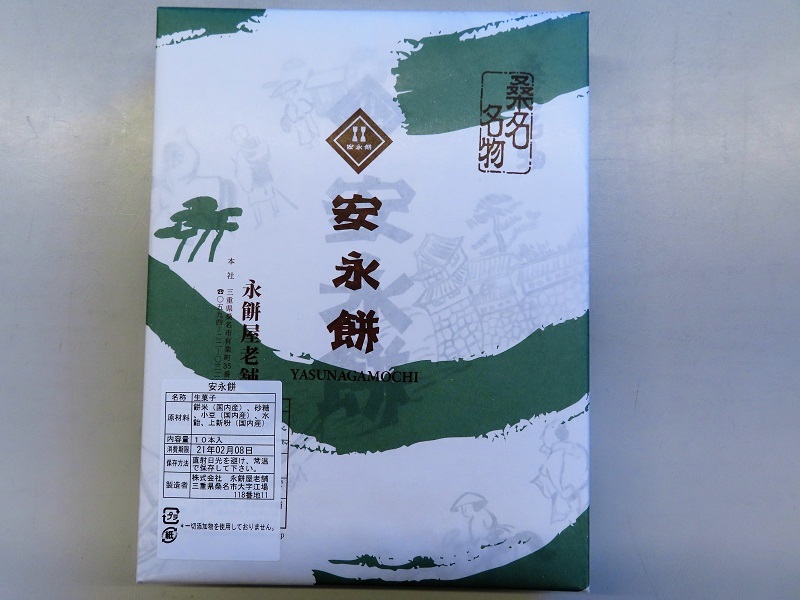 桑名
名物
安永餅
安永餅
YASUNAGAMOCHI
永餅屋老舗
本社 三重県桑名市有楽町35番
安永餅
名称 生菓子
原材料 餅米（国内産）、砂糖
、小豆（国内産）、水
飴、上新粉（国内産）
内容量 10本入
消費期限 21年02月08日
保存方法 直射日光を避け、常温
で保存して下さい。
製造者 株式会社 永餅屋老舗
三重県桑名市大字江場
118番地11
*一切添加物を使用しておりません。
プラ
紙